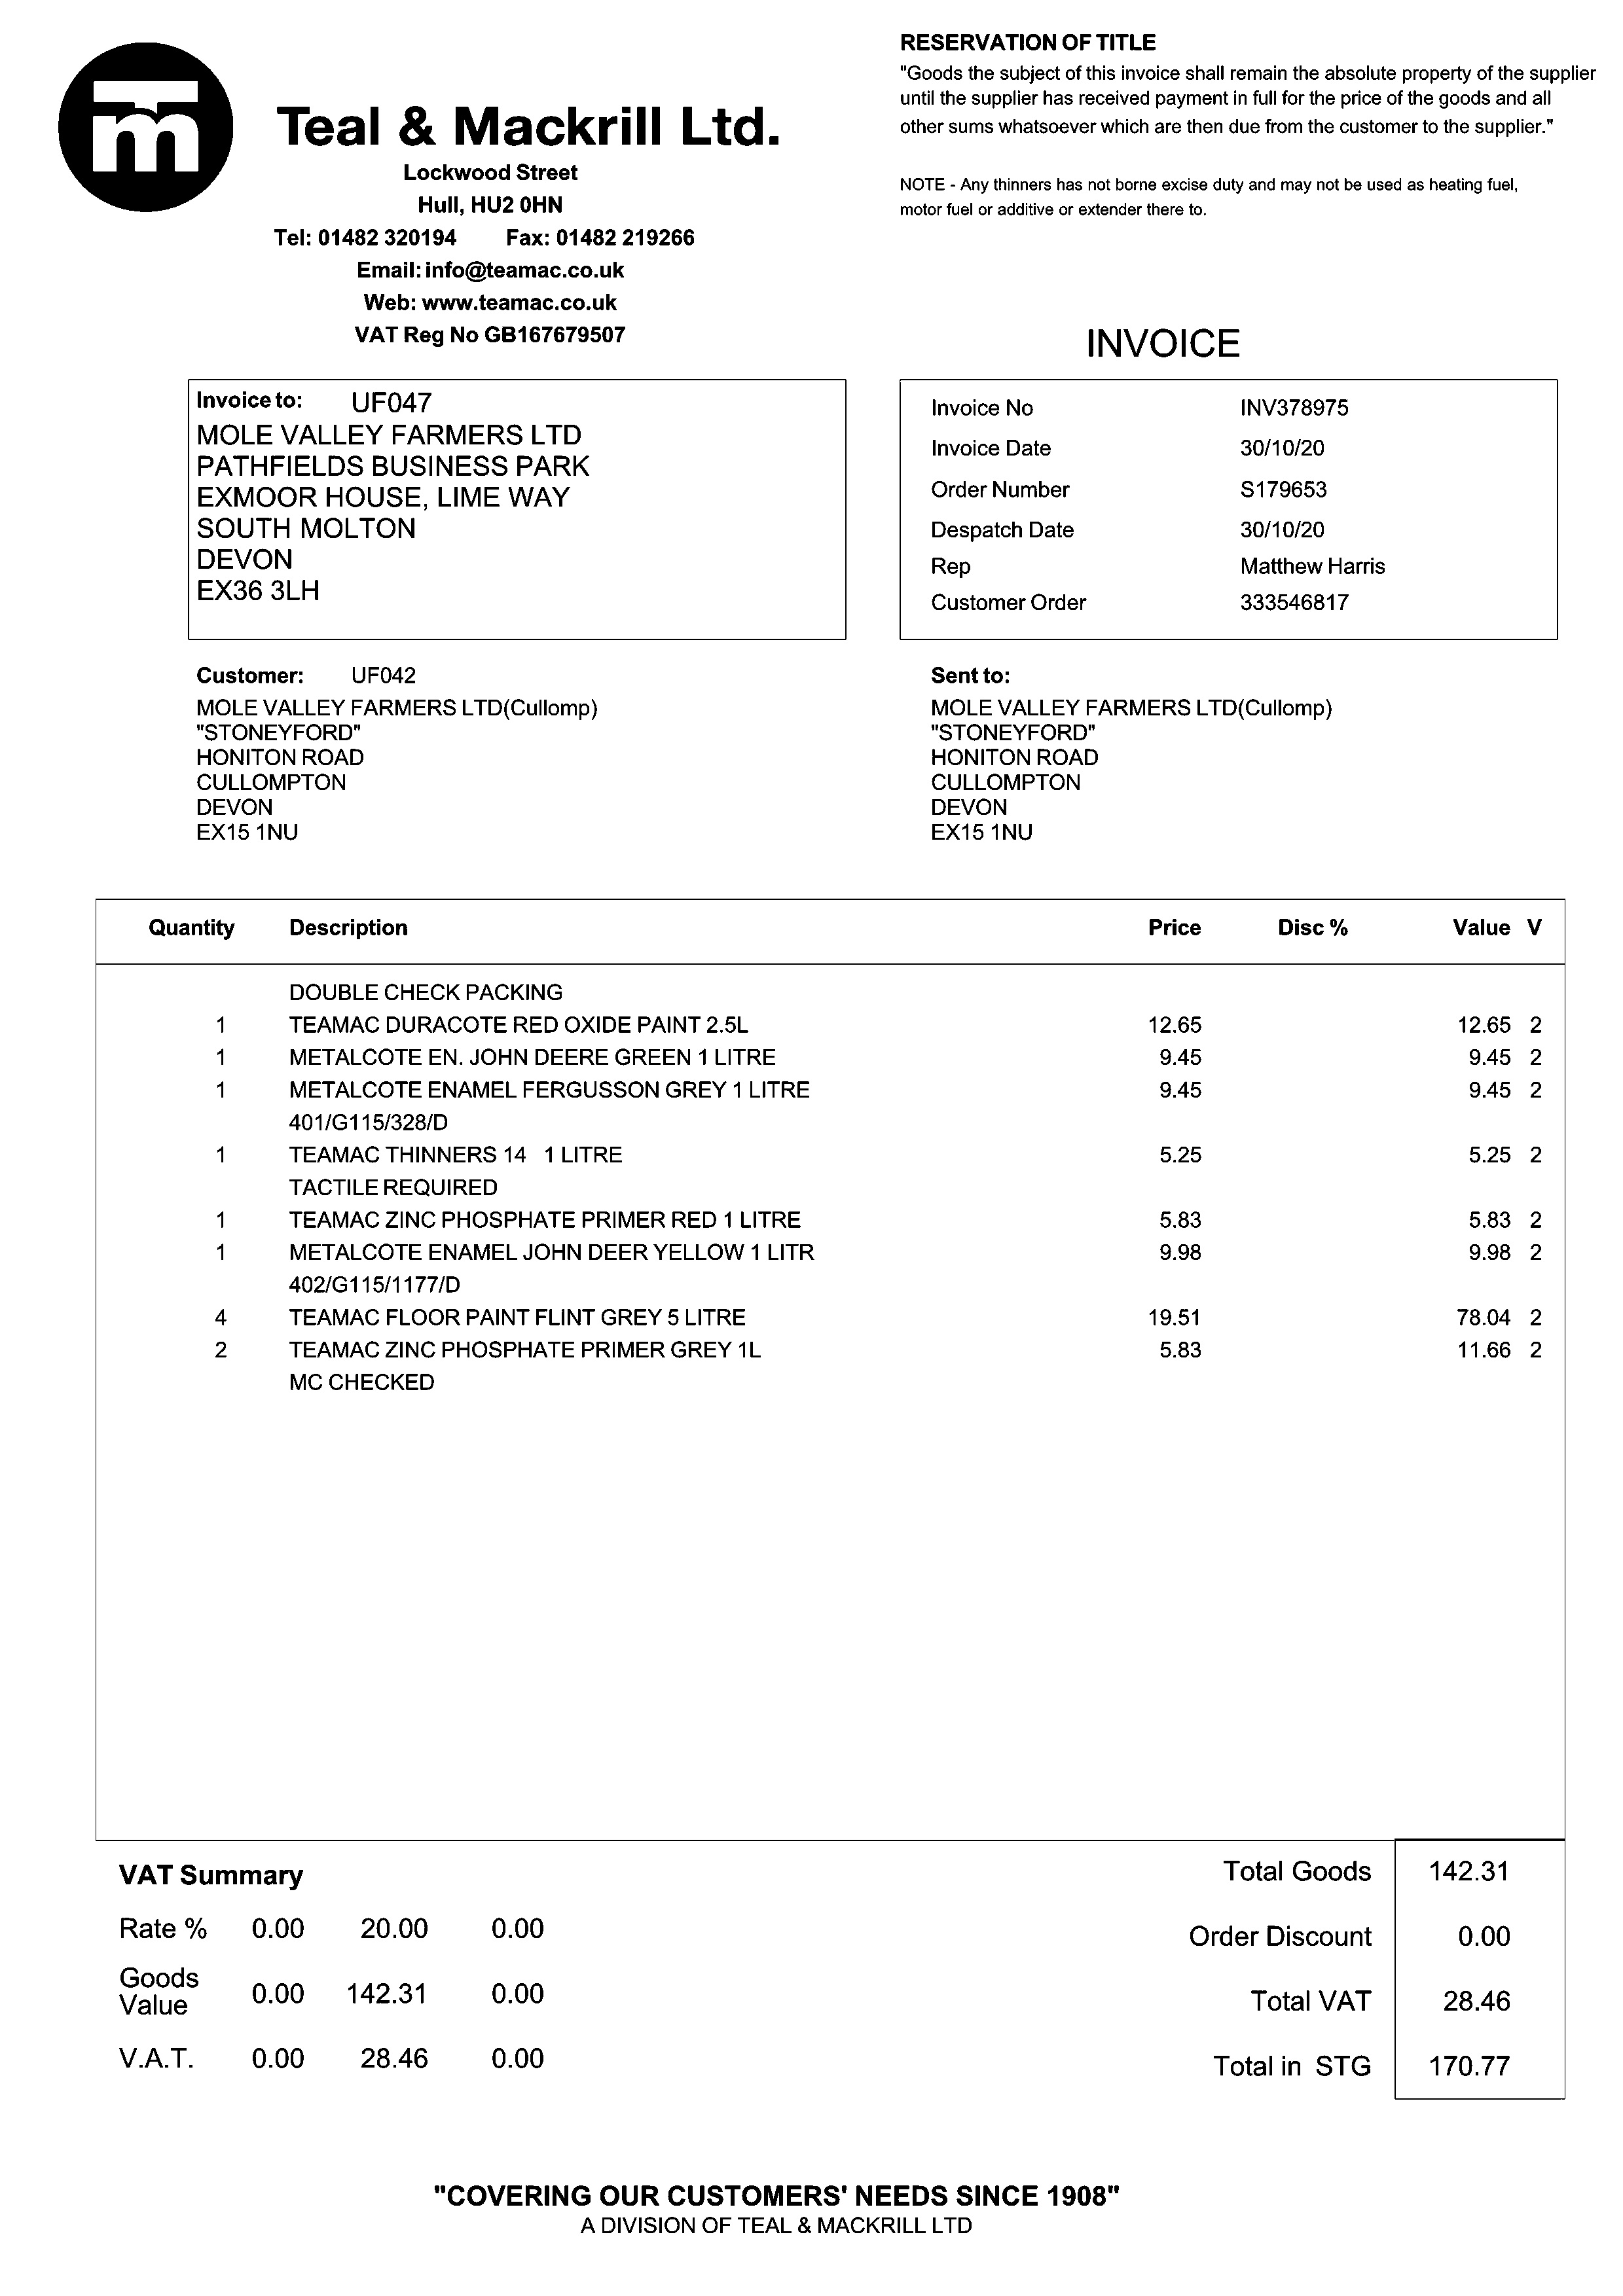 Teal & Mackrill Ltd.
Lockwood Street
Hull, HU2 0HN
Tel: 01482 320194 Fax: 01482 219266
Email: info@teamac.co.uk
Web: www.teamac.co.uk
VAT Reg No GB167679507
RESERVATION OF TITLE
"Goods the subject of this invoice shall remain the absolute property of the supplier
until the supplier has received payment in full for the price of the goods and all
other sums whatsoever which are then due from the customer to the supplier."
NOTE - Any thinners has not borne excise duty and may not be used as heating fuel,
motor fuel or additive or extender there to.
INVOICE
Invoice to: UF047
MOLE VALLEY FARMERS LTD
PATHFIELDS BUSINESS PARK
EXMOOR HOUSE, LIME WAY
SOUTH MOLTON
DEVON
EX36 3LH
Invoice No INV378975
Invoice Date 30/10/20
Order Number S179653
Despatch Date 30/10/20
Rep Matthew Harris
Customer Order 333546817
Customer: UF042
MOLE VALLEY FARMERS LTD(Cullomp)
"STONEYFORD"
HONITON ROAD
CULLOMPTON
DEVON
EX15 1NU
Sent to:
MOLE VALLEY FARMERS LTD(Cullomp)
"STONEYFORD"
HONITON ROAD
CULLOMPTON
DEVON
EX15 1NU
Quantity Description Price Disc % Value V
DOUBLE CHECK PACKING
1 TEAMAC DURACOTE RED OXIDE PAINT 2.5L 12.65 12.65 2
1 METALCOTE EN. JOHN DEERE GREEN 1 LITRE 9.45 9.45 2
1 METALCOTE ENAMEL FERGUSSON GREY 1 LITRE 9.45 9.45 2
401/G115/328/D
1 TEAMAC THINNERS 14 1 LITRE 5.25 5.25 2
TACTILE REQUIRED
1 TEAMAC ZINC PHOSPHATE PRIMER RED 1 LITRE 5.83 5.83 2
1 METALCOTE ENAMEL JOHN DEER YELLOW 1 LITR 9.98 9.98 2
402/G115/1177/D
4 TEAMAC FLOOR PAINT FLINT GREY 5 LITRE 19.51 78.04 2
2 TEAMAC ZINC PHOSPHATE PRIMER GREY 1L 5.83 11.66 2
MC CHECKED
VAT Summary
Rate % 0.00 20.00 0.00
Goods
Value 0.00 142.31 0.00
V.A.T. 0.00 28.46 0.00
Total Goods 142.31
Order Discount 0.00
Total VAT 28.46
Total in STG 170.77
"COVERING OUR CUSTOMERS' NEEDS SINCE 1908"
A DIVISION OF TEAL & MACKRILL LTD